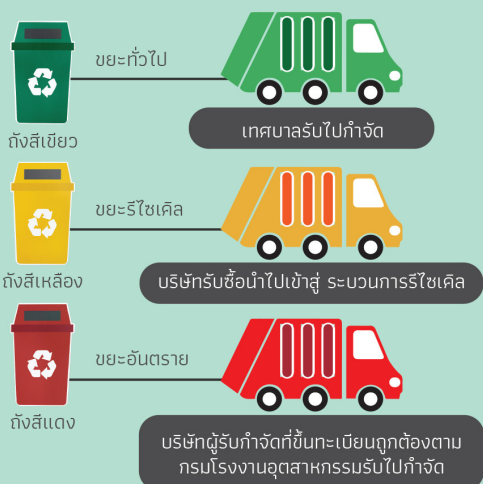 ขยะทั่วไป
ถังสีเขียว
เทศบาลรับไปกำจัด
ขยะรีไซเคิล
ถังสีเหลือง
บริษัทรับซื้อนำไปเข้าสู่ ระบวนการรีไซเคิล
ขยะอันตราย
ถังสีแดง
บริษัทผู้รับกำจัดที่ขึ้นทะเบียนถูกต้องตาม
กรมโรงงานอุตสาหกรรมรับไปกำจัด